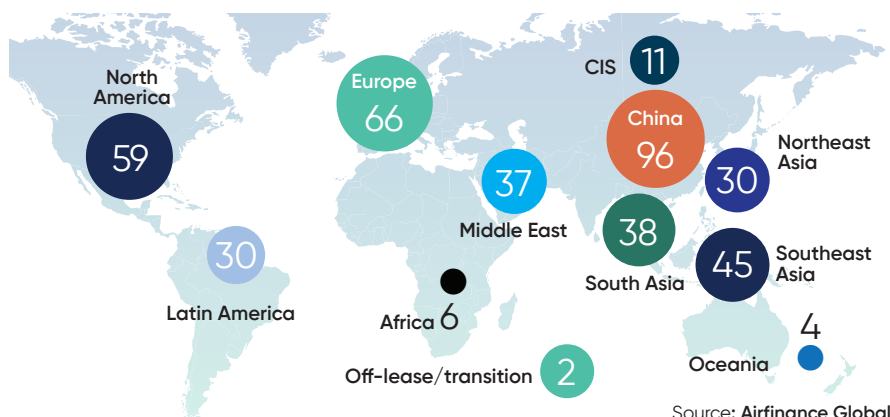 North
America
59
Europe
66
CIS
11
China
96
Northeast
Asia
30
Middle East
37
South Asia
38
Southeast
Asia
45
Latin America
30
Africa 6
Oceania
4
Off-lease/transition
2
Source: Airfinance Global